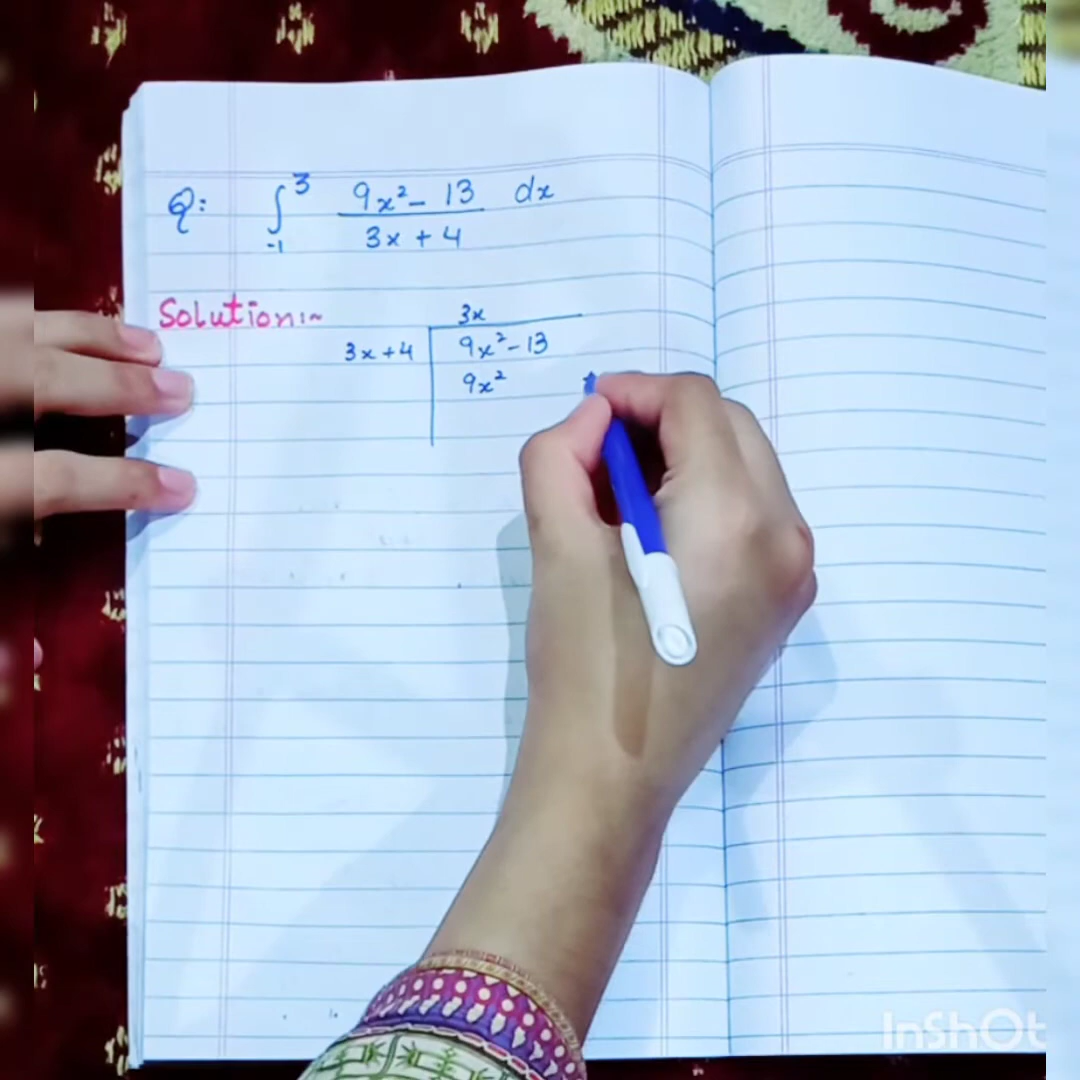 Q: ∫₋₁³ (9x² - 13)/(3x + 4) dx
Solution:~
3x
3x+4 9x²-13
9x² +
InShOt